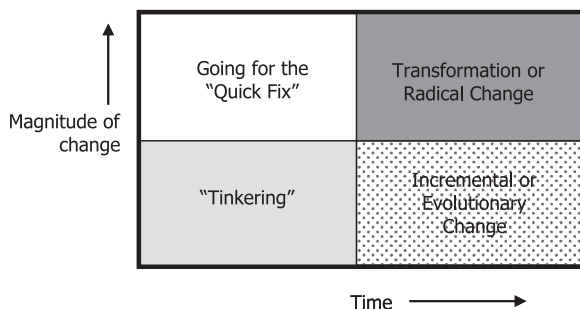 Going for the
“Quick Fix”
Transformation or
Radical Change
Magnitude of
change
“Tinkering”
Incremental or
Evolutionary
Change
Time